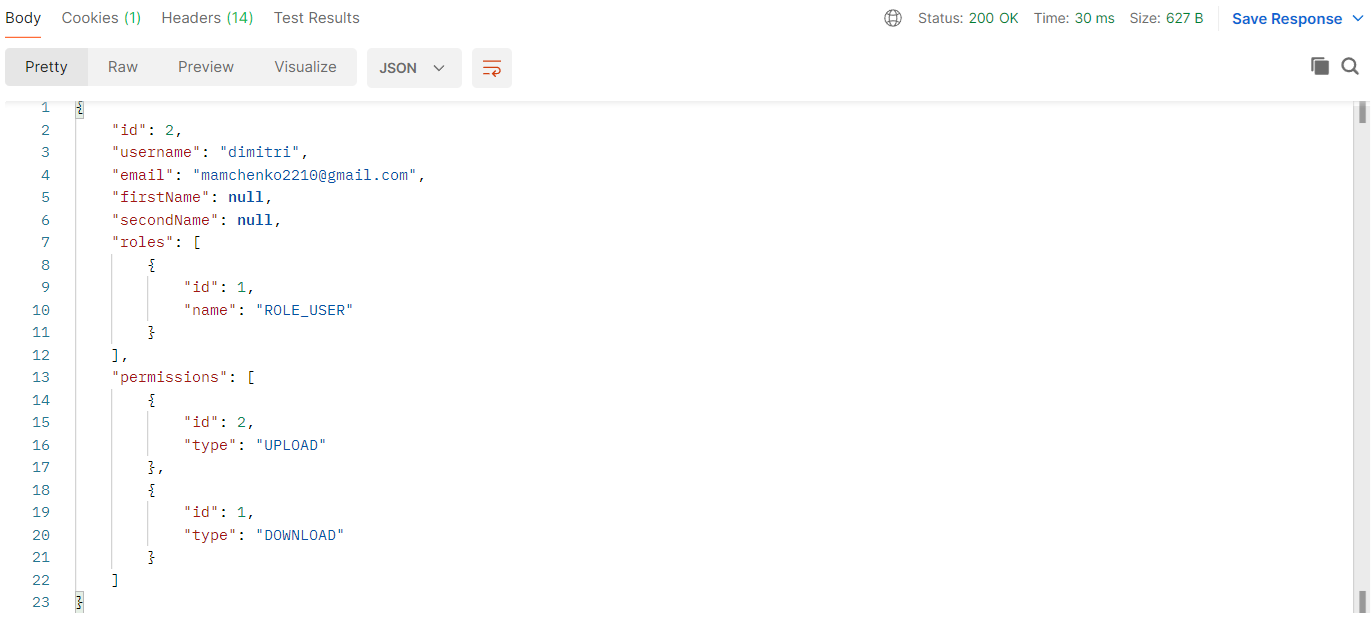 Body Cookies (1) Headers (14) Test Results Status: 200 OK Time: 30 ms Size: 627 B Save Response
Pretty Raw Preview Visualize JSON
1 {
2 "id": 2,
3 "username": "dimitri",
4 "email": "mamchenko2210@gmail.com",
5 "firstName": null,
6 "secondName": null,
7 "roles": [
8 {
9 "id": 1,
10 "name": "ROLE_USER"
11 }
12 ],
13 "permissions": [
14 {
15 "id": 2,
16 "type": "UPLOAD"
17 },
18 {
19 "id": 1,
20 "type": "DOWNLOAD"
21 }
22 ]
23 }